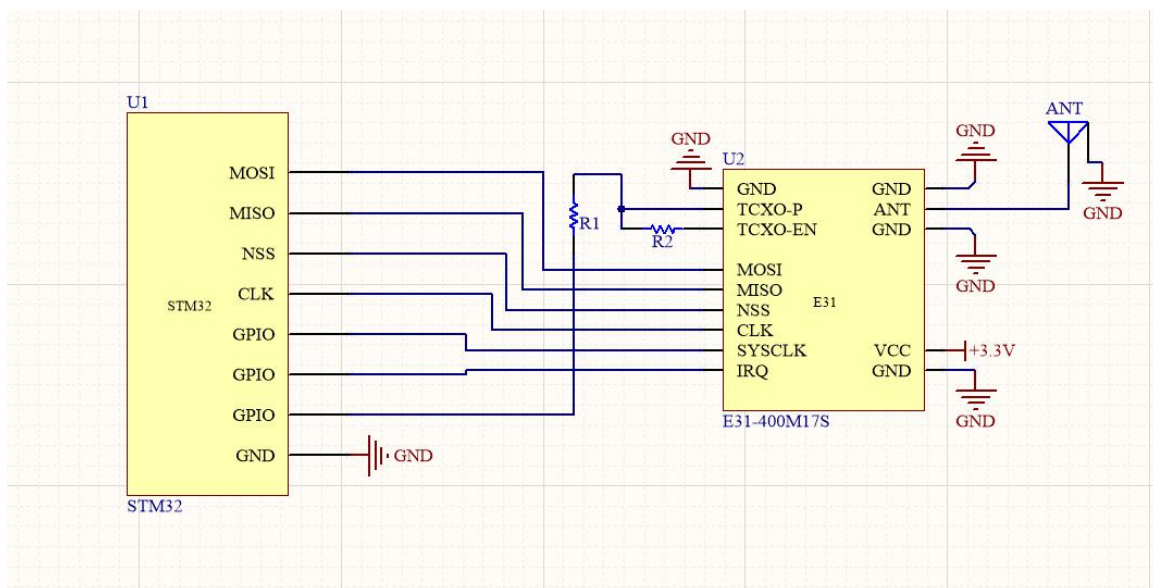 U1
MOSI
MISO
NSS
CLK
STM32
GPIO
GPIO
GPIO
GND
STM32
GND
R1
R2
GND
U2
GND
TCXO-P
TCXO-EN
MOSI
MISO
NSS
CLK
SYSCLK
IRQ
E31
GND
ANT
GND
VCC
GND
E31-400M17S
GND
ANT
GND
GND
+3.3V
GND